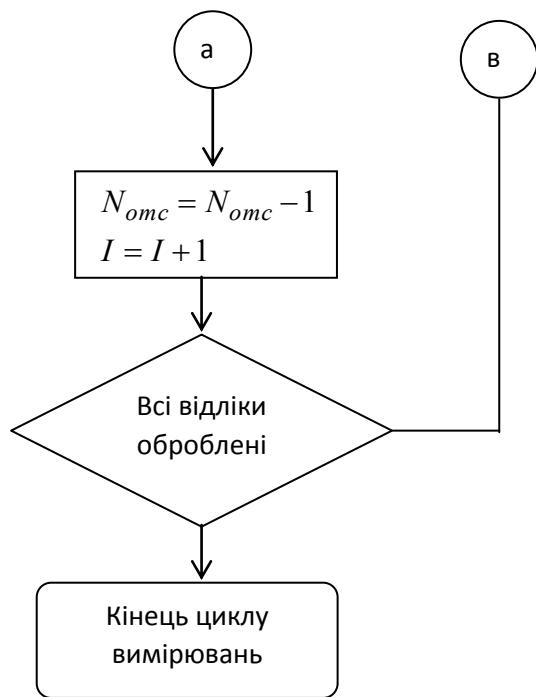 а
в
N_отс = N_отс − 1
I = I + 1
Всі відліки
оброблені
Кінець циклу
вимірювань